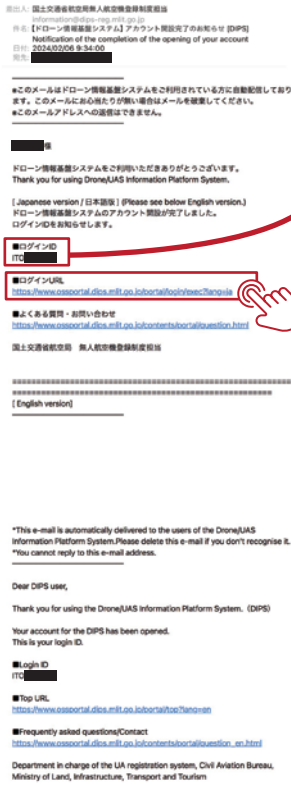 差出人: 国土交通省航空局無人航空機登録制度担当
information@dips-reg.mlit.go.jp
件名: 【ドローン情報基盤システム】アカウント開設完了のお知らせ [DIPS]
Notification of the completion of the opening of your account
日付: 2024/02/06 9:34:00
宛先:
※このメールはドローン情報基盤システムをご利用されている方に自動配信しており
ます。このメールにお心当たりが無い場合はメールを破棄してください。
※このメールアドレスへの返信はできません。
様
ドローン情報基盤システムをご利用いただきありがとうございます。
Thank you for using Drone/UAS Information Platform System.
[ Japanese version / 日本語版 ] (Please see below English version.)
ドローン情報基盤システムのアカウント開設が完了しました。
ログインIDをお知らせします。
■ログインID
ITO
■ログインURL
https://www.ossportal.dips.mlit.go.jp/portal/login/exec?lang=ja
■よくある質問・お問い合わせ
https://www.ossportal.dips.mlit.go.jp/contents/portal/question.html
国土交通省航空局　無人航空機登録制度担当
==================================================
==================================================
[ English version]
*This e-mail is automatically delivered to the users of the Drone/UAS
Information Platform System.Please delete this e-mail if you don't recognise it.
*You cannot reply to this e-mail address.
Dear DIPS user,
Thank you for using the Drone/UAS Information Platform System.  (DIPS)
Your account for the DIPS has been opened.
This is your login ID.
■Login ID
ITO
■Top URL
https://www.ossportal.dips.mlit.go.jp/portal/top?lang=en
■Frequently asked questions/Contact
https://www.ossportal.dips.mlit.go.jp/contents/portal/question_en.html
Department in charge of the UA registration system, Civil Aviation Bureau,
Ministry of Land, Infrastructure, Transport and Tourism